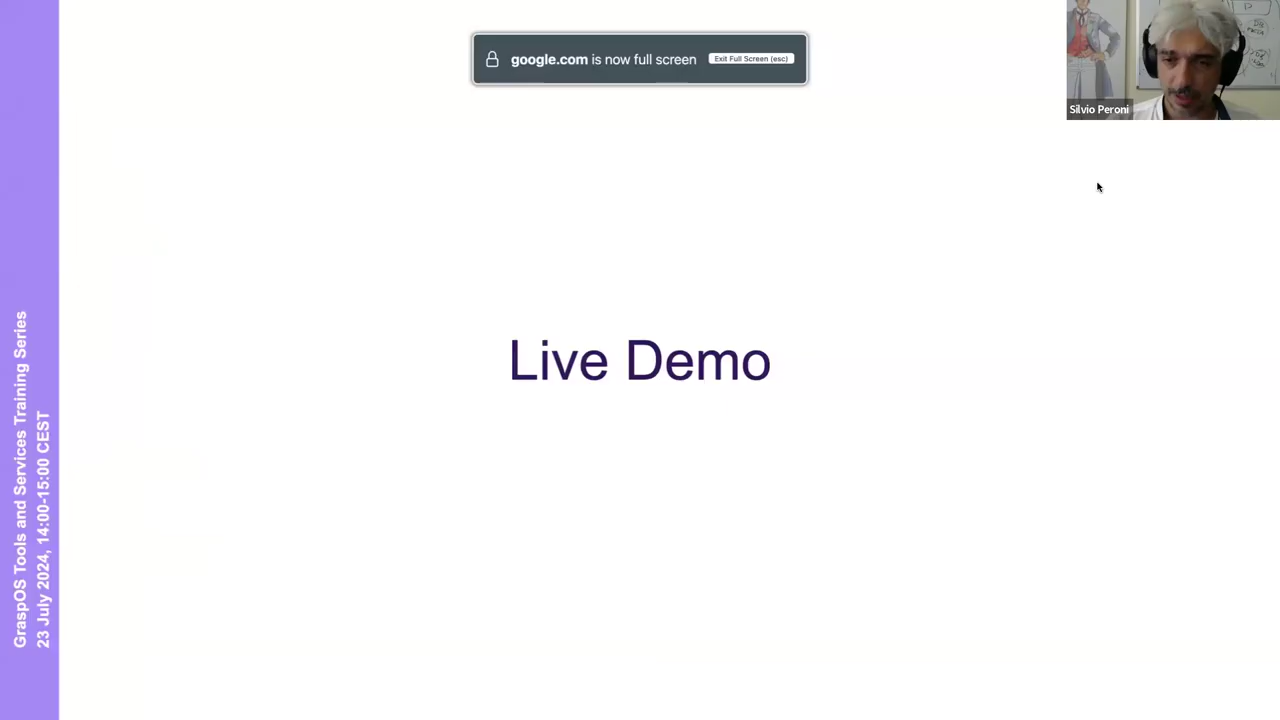 google.com is now full screen Exit Full Screen (esc)
Silvio Peroni
Live Demo
GraspOS Tools and Services Training Series
23 July 2024, 14:00-15:00 CEST